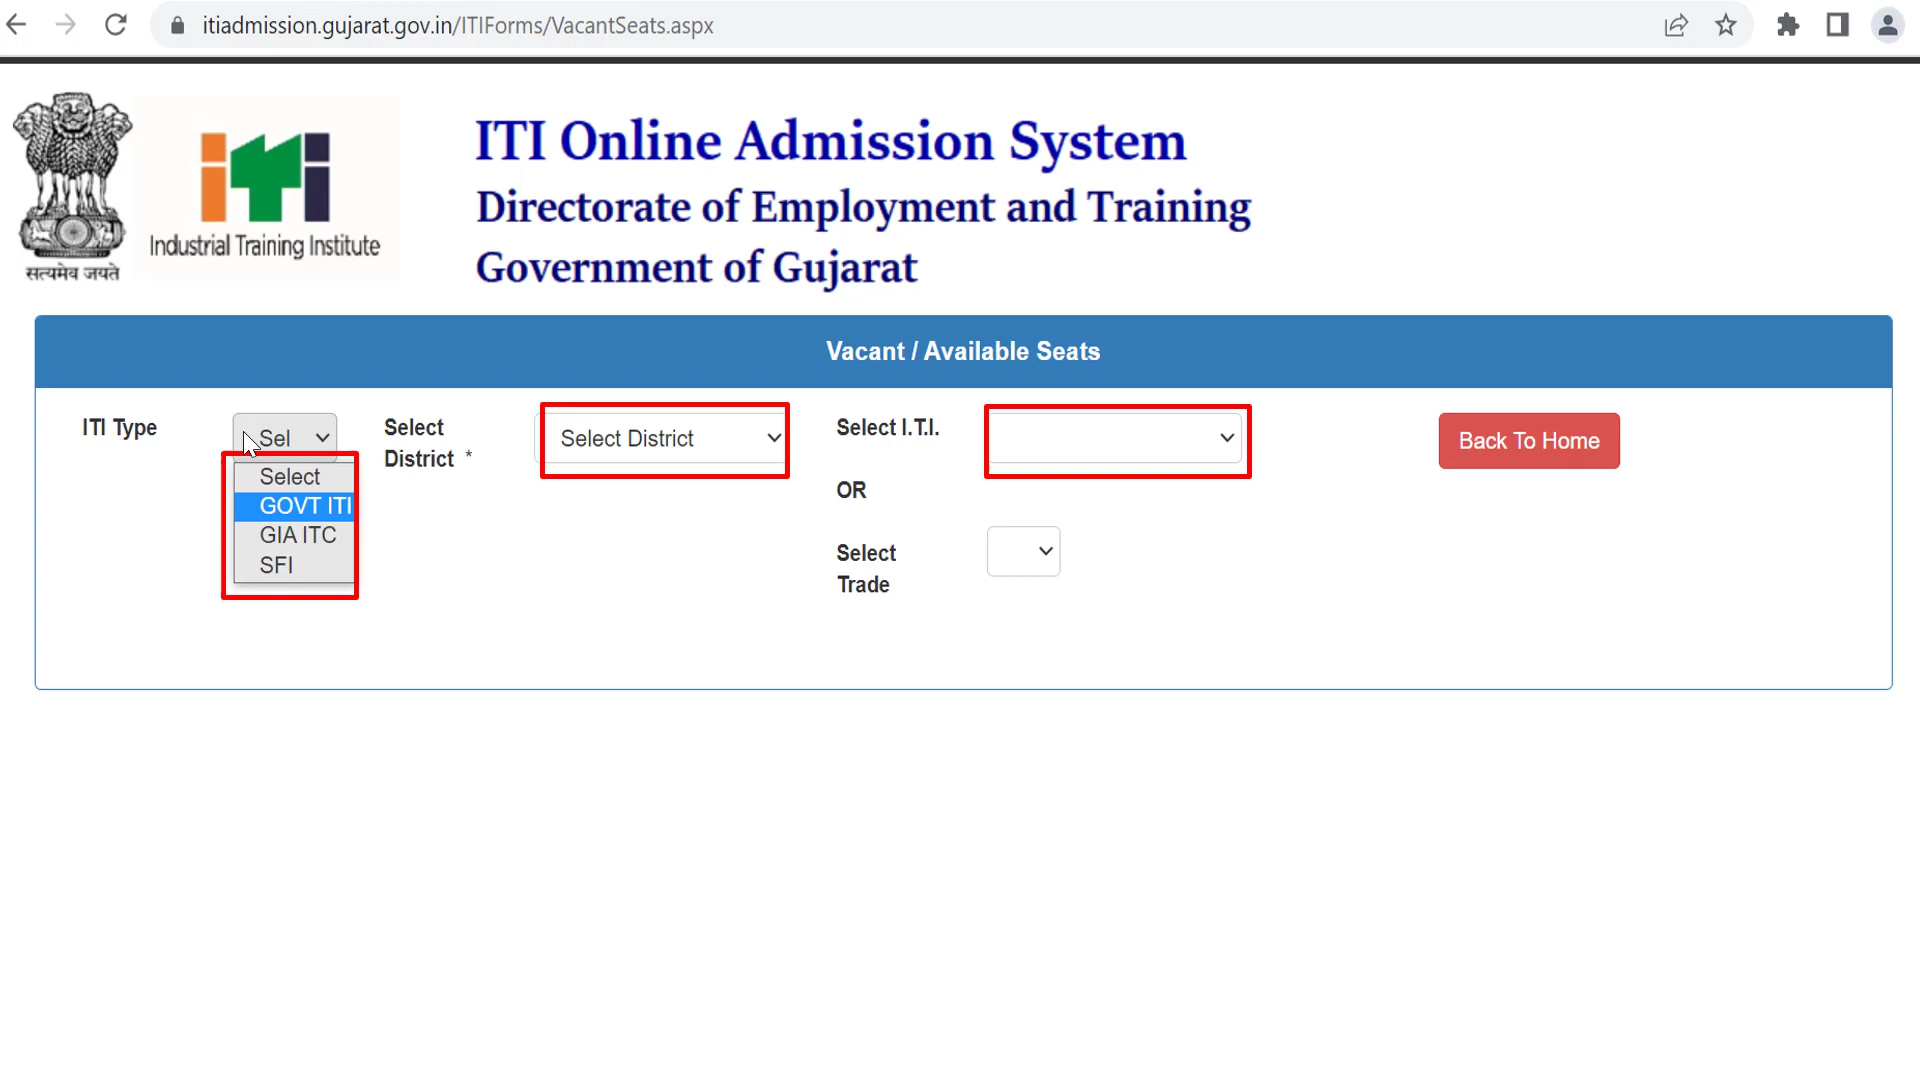 itiadmission.gujarat.gov.in/ITIForms/VacantSeats.aspx
सत्यमेव जयते
iTi
Industrial Training Institute
ITI Online Admission System
Directorate of Employment and Training
Government of Gujarat
Vacant / Available Seats
ITI Type
Sel
Select
GOVT ITI
GIA ITC
SFI
Select
District *
Select District
Select I.T.I.
OR
Select
Trade
Back To Home